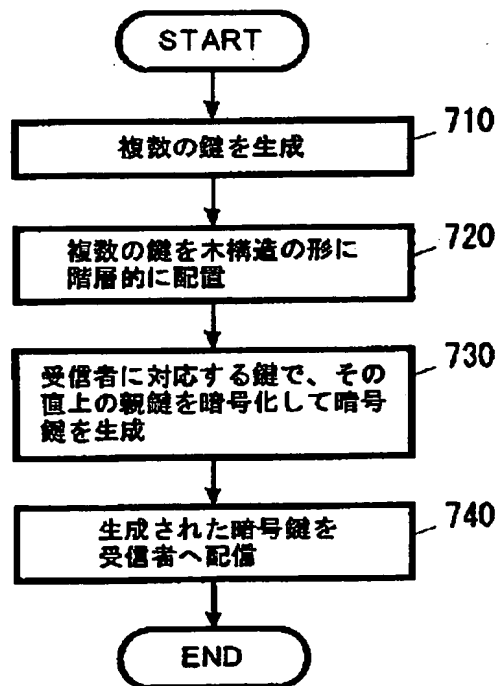 START
複数の鍵を生成
710
複数の鍵を木構造の形に
階層的に配置
720
受信者に対応する鍵で、その
直上の親鍵を暗号化して暗号
鍵を生成
730
生成された暗号鍵を
受信者へ配信
740
END